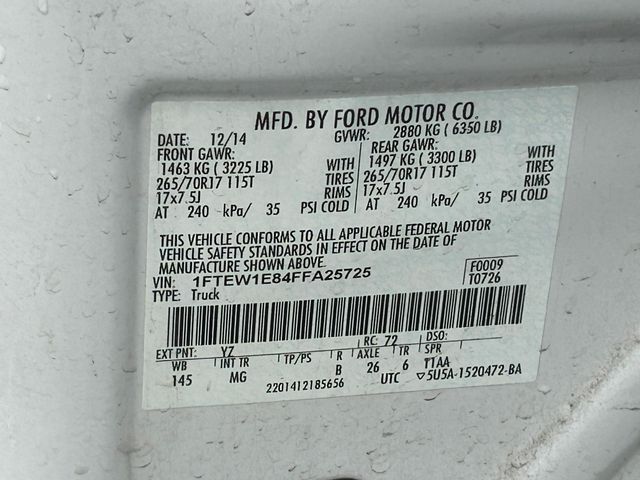 MFD. BY FORD MOTOR CO.
DATE: 12/14 GVWR: 2880 KG ( 6350 LB)
FRONT GAWR: REAR GAWR:
1463 KG ( 3225 LB) WITH 1497 KG ( 3300 LB) WITH
265/70R17 115T TIRES 265/70R17 115T TIRES
17x7.5J RIMS 17x7.5J RIMS
AT 240 kPa/ 35 PSI COLD AT 240 kPa/ 35 PSI COLD
THIS VEHICLE CONFORMS TO ALL APPLICABLE FEDERAL MOTOR
VEHICLE SAFETY STANDARDS IN EFFECT ON THE DATE OF
MANUFACTURE SHOWN ABOVE.
VIN: 1FTEW1E84FFA25725 F0009
TYPE: Truck T0726
EXT PNT: YZ RC: 72 DSO:
WB INT TR TP/PS R AXLE TR SPR
145 MG B 26 6 T1AA
2201412185656 UTC ▽5U5A-1520472-BA